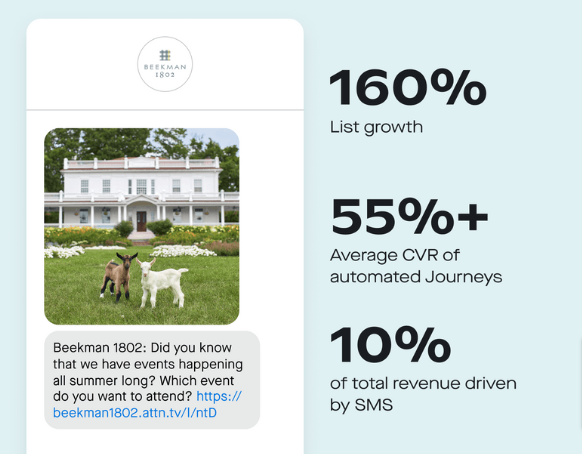 BEEKMAN
1802
160%
List growth
55%+
Average CVR of
automated Journeys
10%
of total revenue driven
by SMS
Beekman 1802: Did you know
that we have events happening
all summer long? Which event
do you want to attend? https://
beekman1802.attn.tv/l/ntD